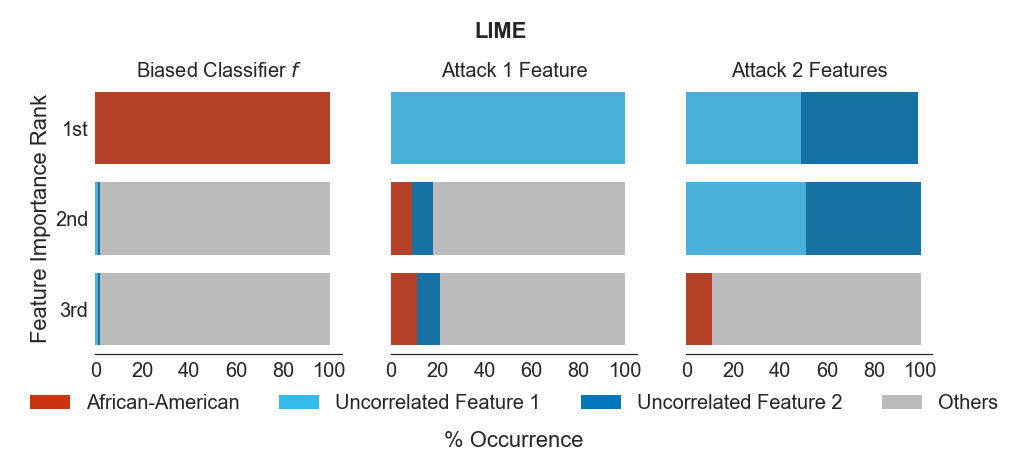 LIME
Biased Classifier f
Attack 1 Feature
Attack 2 Features
Feature Importance Rank
1st
2nd
3rd
0 20 40 60 80 100
0 20 40 60 80 100
0 20 40 60 80 100
African-American
Uncorrelated Feature 1
Uncorrelated Feature 2
Others
% Occurrence